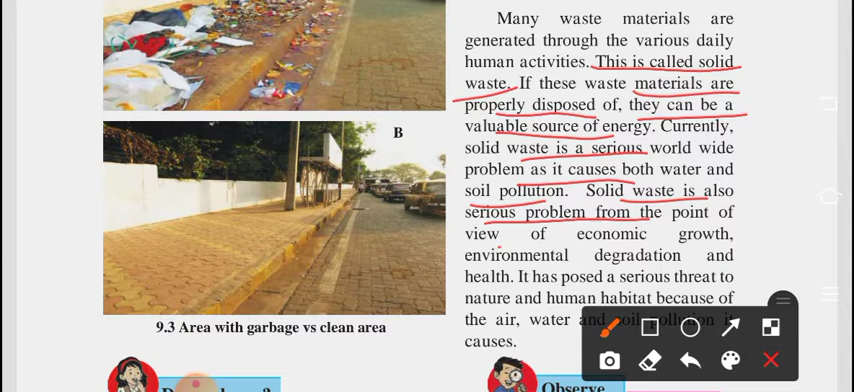 B
9.3 Area with garbage vs clean area
Many waste materials are
generated through the various daily
human activities. This is called solid
waste. If these waste materials are
properly disposed of, they can be a
valuable source of energy. Currently,
solid waste is a serious world wide
problem as it causes both water and
soil pollution. Solid waste is also
serious problem from the point of
view of economic growth,
environmental degradation and
health. It has posed a serious threat to
nature and human habitat because of
the air, water and soil pollution it
causes.
Observe